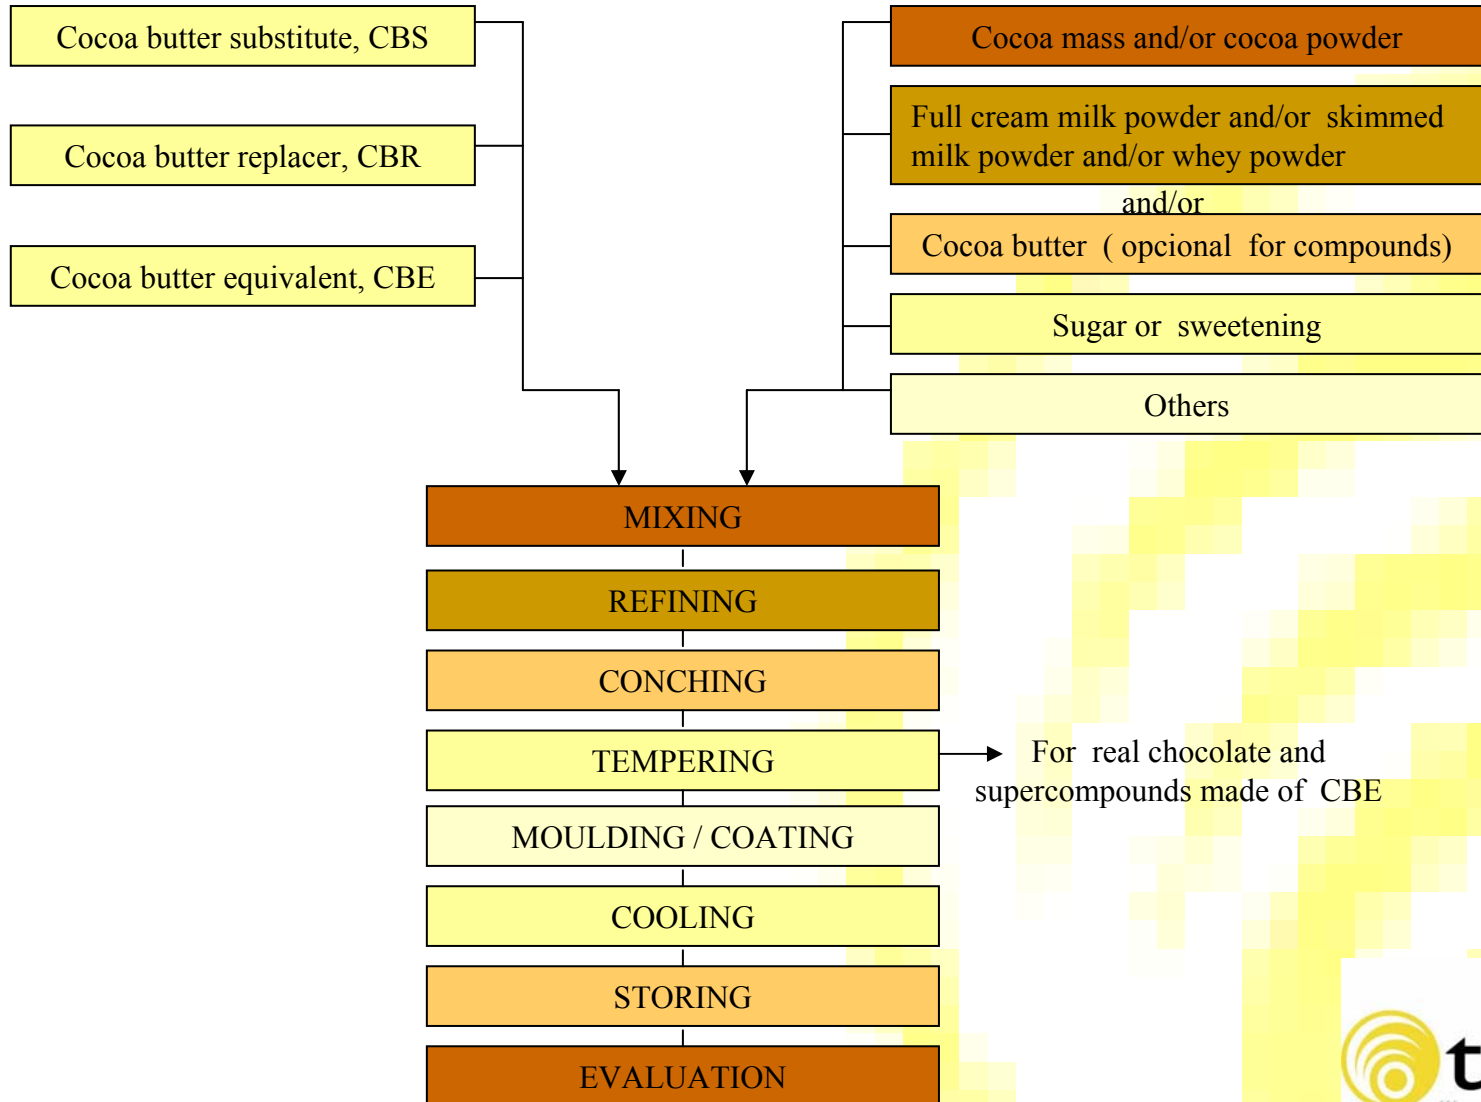 Cocoa butter substitute, CBS
Cocoa butter replacer, CBR
Cocoa butter equivalent, CBE
Cocoa mass and/or cocoa powder
Full cream milk powder and/or skimmed
milk powder and/or whey powder
and/or
Cocoa butter ( opcional for compounds)
Sugar or sweetening
Others
MIXING
REFINING
CONCHING
TEMPERING
For real chocolate and
supercompounds made of CBE
MOULDING / COATING
COOLING
STORING
EVALUATION